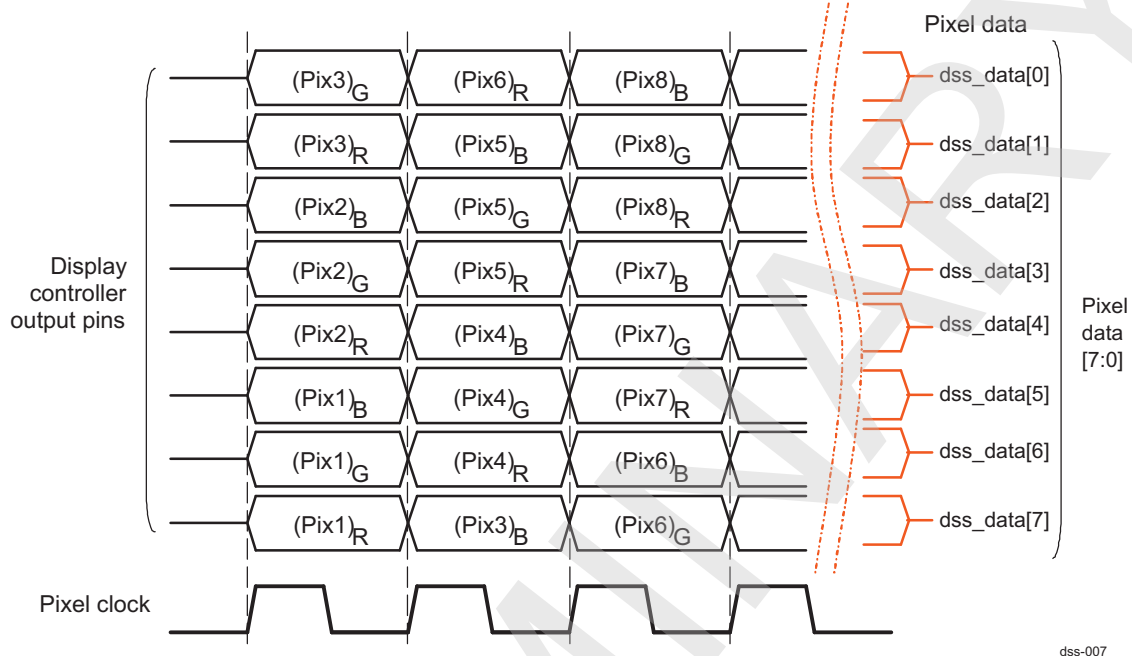 Pixel data
(Pix3)G (Pix6)R (Pix8)B dss_data[0]
(Pix3)R (Pix5)B (Pix8)G dss_data[1]
(Pix2)B (Pix5)G (Pix8)R dss_data[2]
(Pix2)G (Pix5)R (Pix7)B dss_data[3]
(Pix2)R (Pix4)B (Pix7)G dss_data[4]
(Pix1)B (Pix4)G (Pix7)R dss_data[5]
(Pix1)G (Pix4)R (Pix6)B dss_data[6]
(Pix1)R (Pix3)B (Pix6)G dss_data[7]
Display
controller
output pins
Pixel
data
[7:0]
Pixel clock
dss-007
MINARY